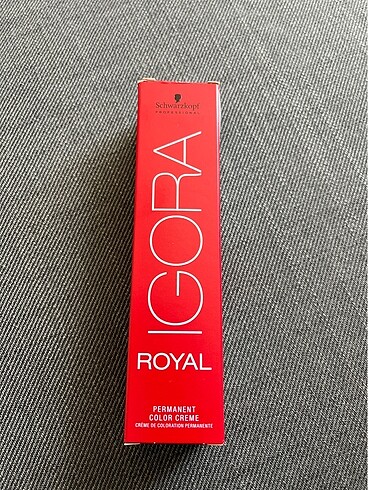 Schwarzkopf
PROFESSIONAL
IGORA
ROYAL
PERMANENT
COLOR CREME
CRÈME DE COLORATION PERMANENTE